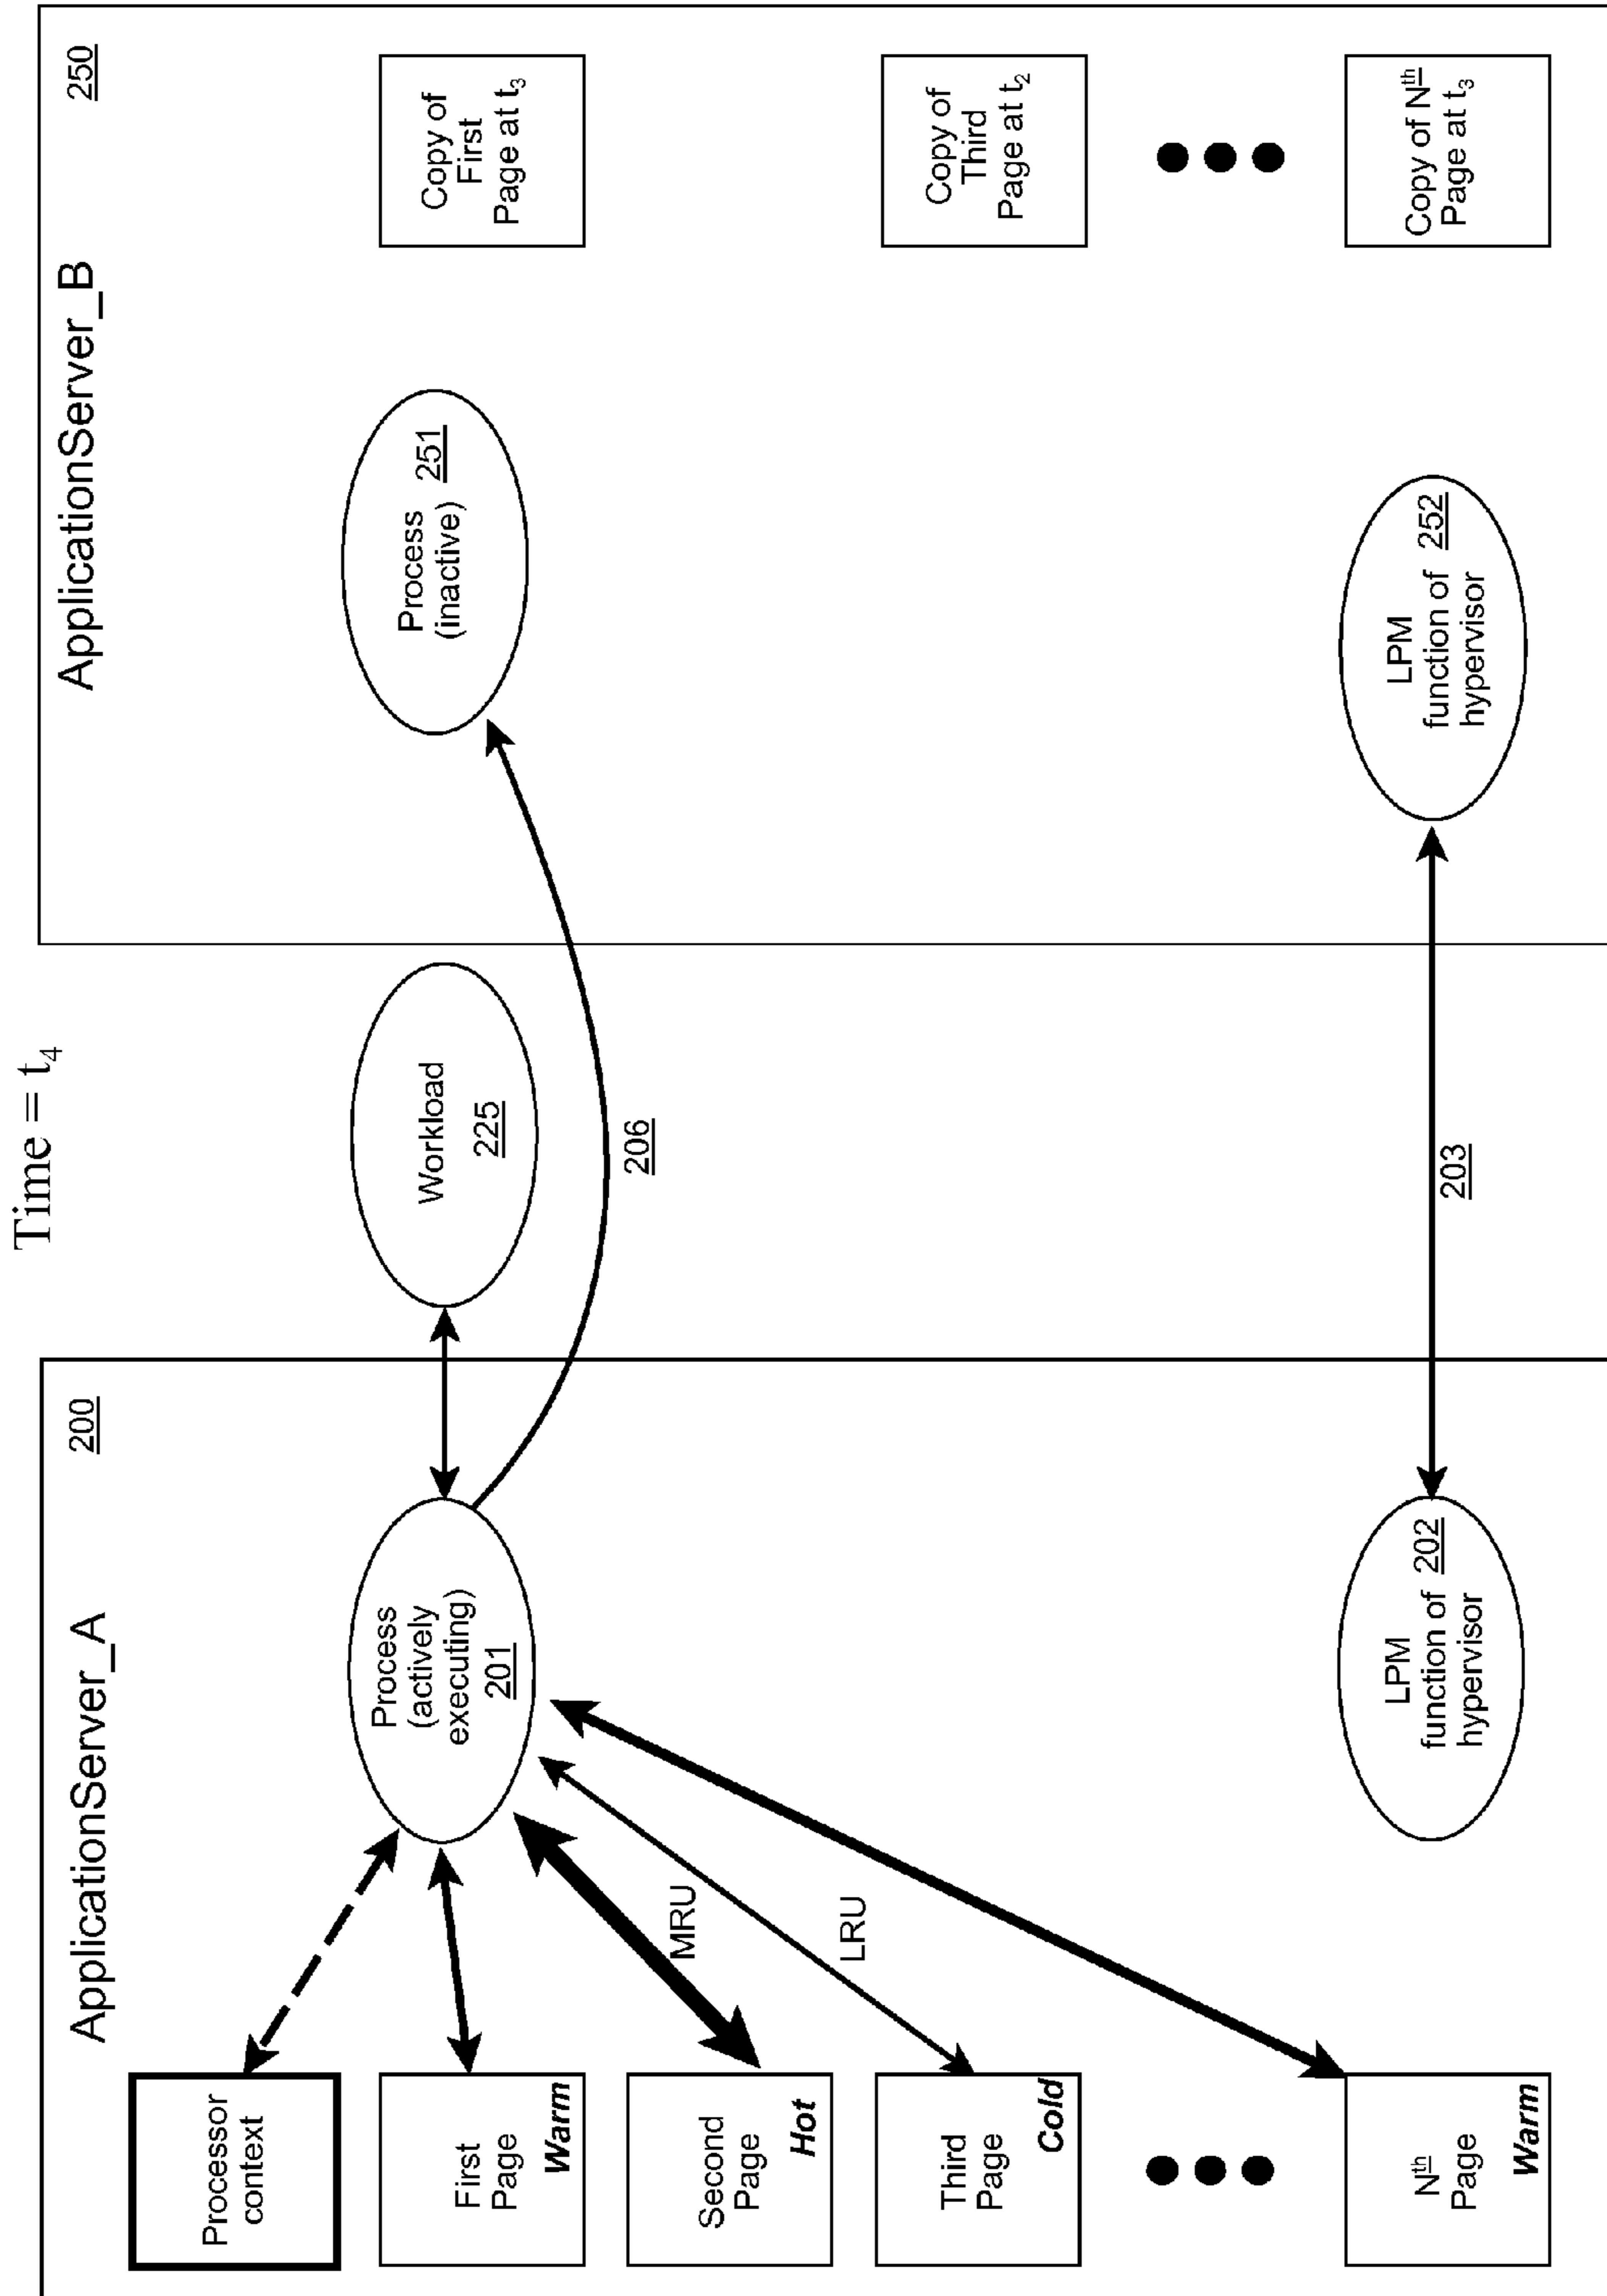 Time = t₄
ApplicationServer_A
200
Processor
context
First
Page
Warm
Second
Page
Hot
Third
Page
Cold
Nth
Page
Warm
MRU
LRU
Process
(actively
executing)
201
LPM
function of 202
hypervisor
Workload
225
206
203
ApplicationServer_B
250
Process 251
(inactive)
LPM
function of 252
hypervisor
Copy of
First
Page at t₃
Copy of
Third
Page at t₂
Copy of Nth
Page at t₃